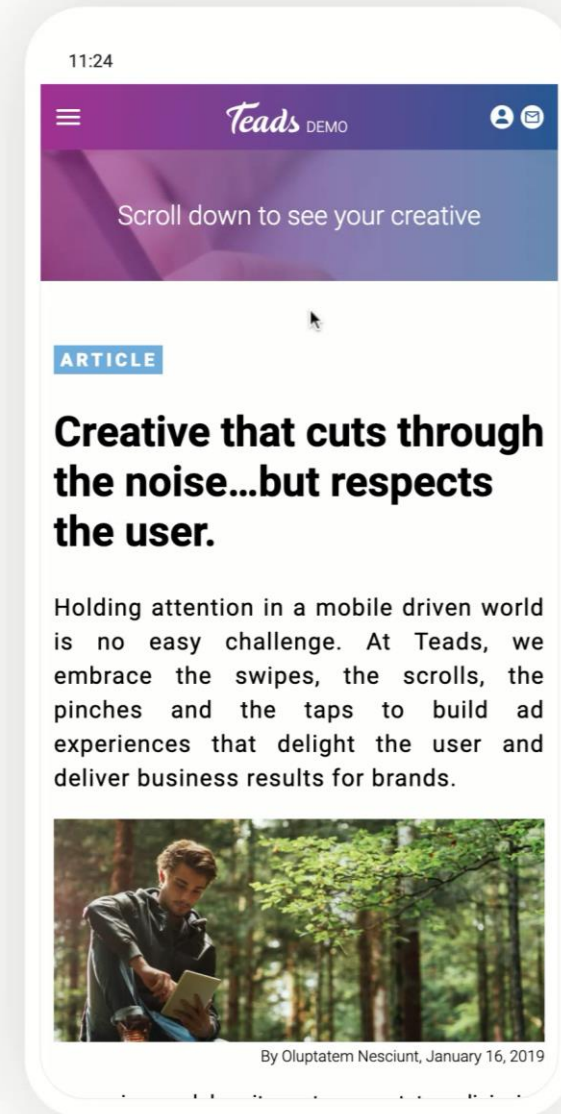 11:24
Teads DEMO
Scroll down to see your creative
ARTICLE
Creative that cuts through
the noise...but respects
the user.
Holding attention in a mobile driven world
is no easy challenge. At Teads, we
embrace the swipes, the scrolls, the
pinches and the taps to build ad
experiences that delight the user and
deliver business results for brands.
By Oluptatem Nesciunt, January 16, 2019